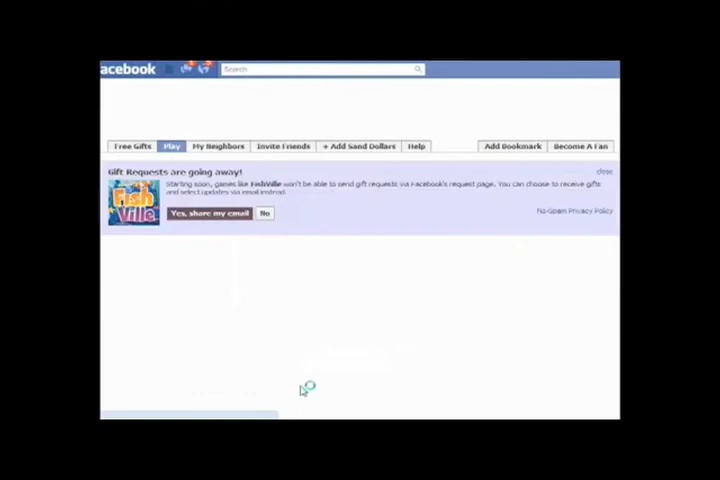 acebook
Search
Free Gifts Play My Neighbors Invite Friends + Add Sand Dollars Help Add Bookmark Become A Fan
Gift Requests are going away! close
Starting soon, games like FishVille won't be able to send gift requests via Facebook's request page. You can choose to receive gifts
and select updates via email instead.
Fish
Ville
Yes, share my email No
No-Spam Privacy Policy